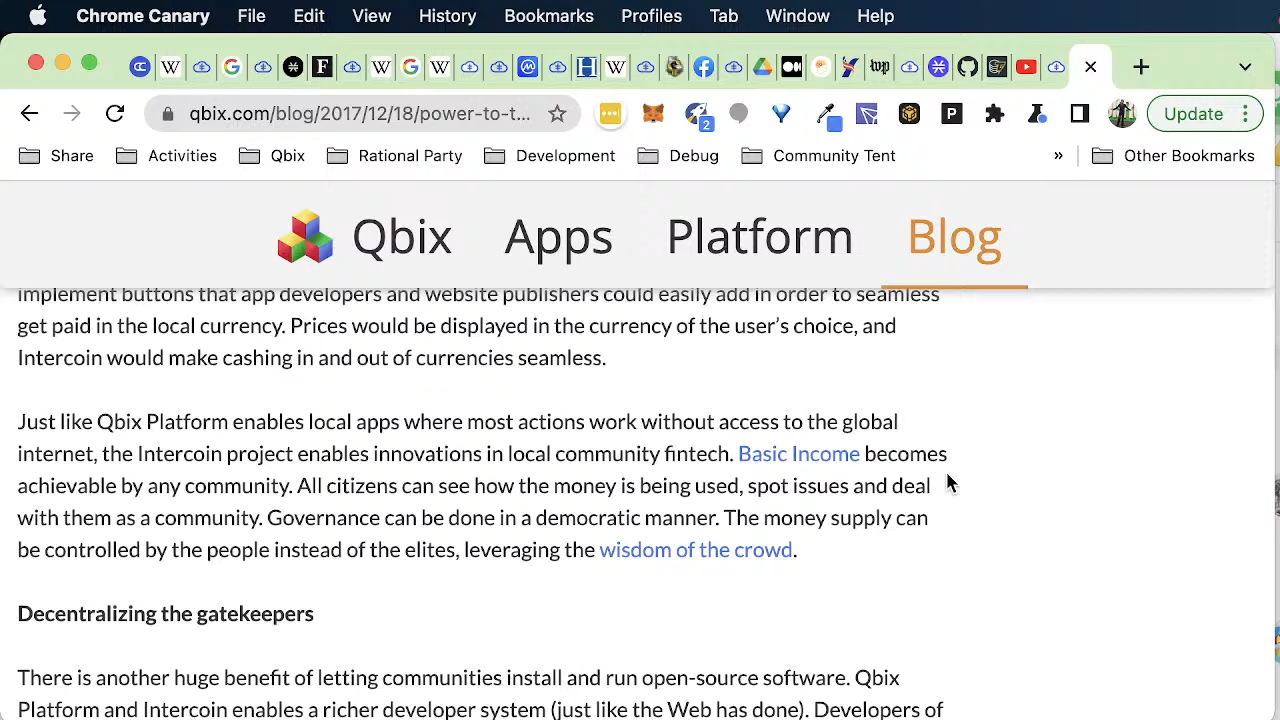 Chrome Canary File Edit View History Bookmarks Profiles Tab Window Help
qbix.com/blog/2017/12/18/power-to-t... 2 P Update
Share Activities Qbix Rational Party Development Debug Community Tent » Other Bookmarks
Qbix Apps Platform Blog
implement buttons that app developers and website publishers could easily add in order to seamless
get paid in the local currency. Prices would be displayed in the currency of the user’s choice, and
Intercoin would make cashing in and out of currencies seamless.
Just like Qbix Platform enables local apps where most actions work without access to the global
internet, the Intercoin project enables innovations in local community fintech. Basic Income becomes
achievable by any community. All citizens can see how the money is being used, spot issues and deal
with them as a community. Governance can be done in a democratic manner. The money supply can
be controlled by the people instead of the elites, leveraging the wisdom of the crowd.
Decentralizing the gatekeepers
There is another huge benefit of letting communities install and run open-source software. Qbix
Platform and Intercoin enables a richer developer system (just like the Web has done). Developers of